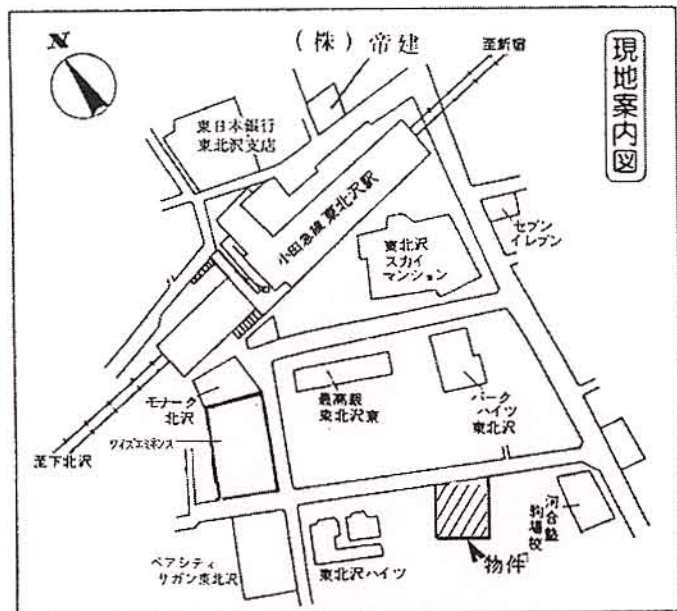 N
(株) 帝建
至新宿
現地案内図
東日本銀行
東北沢支店
小田急線 東北沢駅
セブン
イレブン
東北沢
スカイ
マンション
モナーク
北沢
最高銀
東北沢東
パーク
ハイツ
東北沢
ワイズエミネンス
至下北沢
河合塾
駒場校
ベアシティ
リガン東北沢
東北沢ハイツ
物件